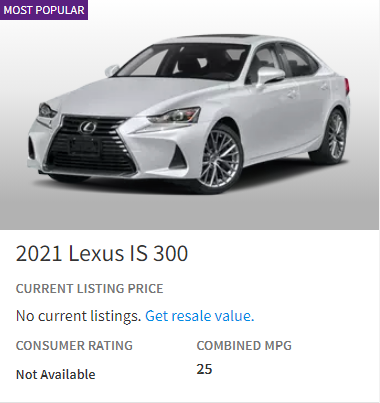 MOST POPULAR
2021 Lexus IS 300
CURRENT LISTING PRICE
No current listings. Get resale value.
CONSUMER RATING
COMBINED MPG
Not Available
25